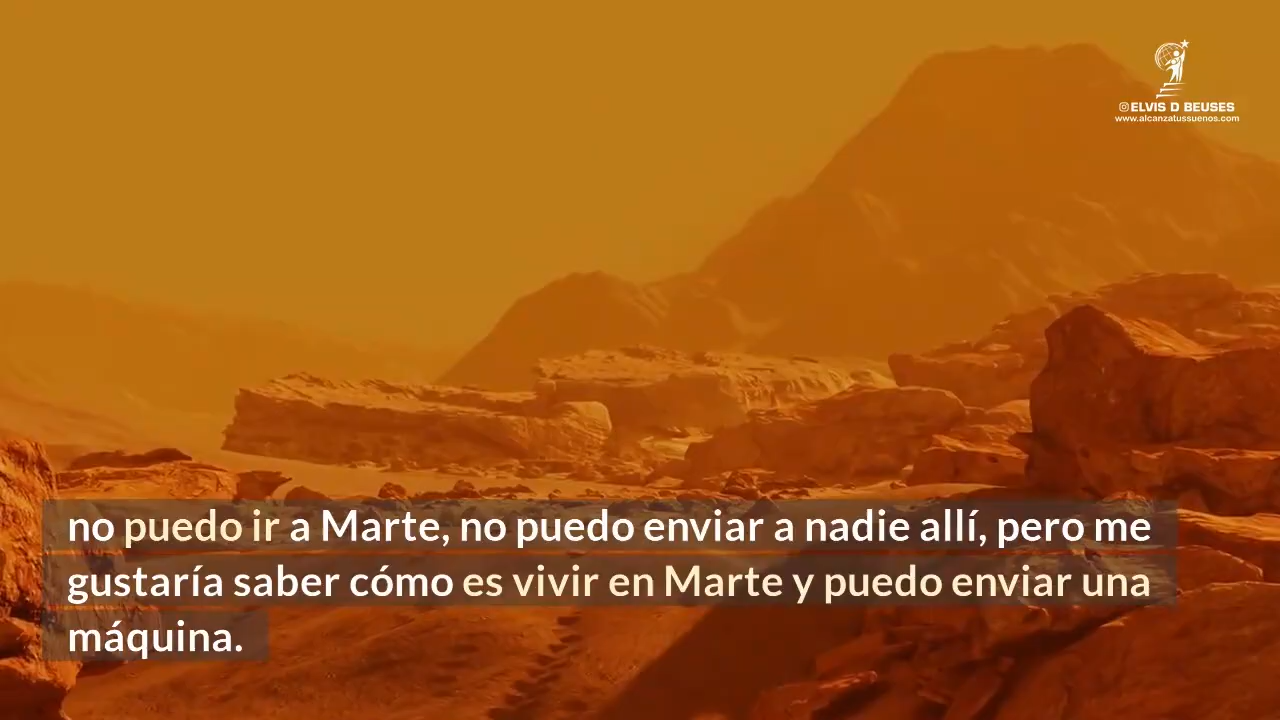 ELVIS D BEUSES
www.alcanzatussuenos.com
no puedo ir a Marte, no puedo enviar a nadie allí, pero me
gustaría saber cómo es vivir en Marte y puedo enviar una
máquina.